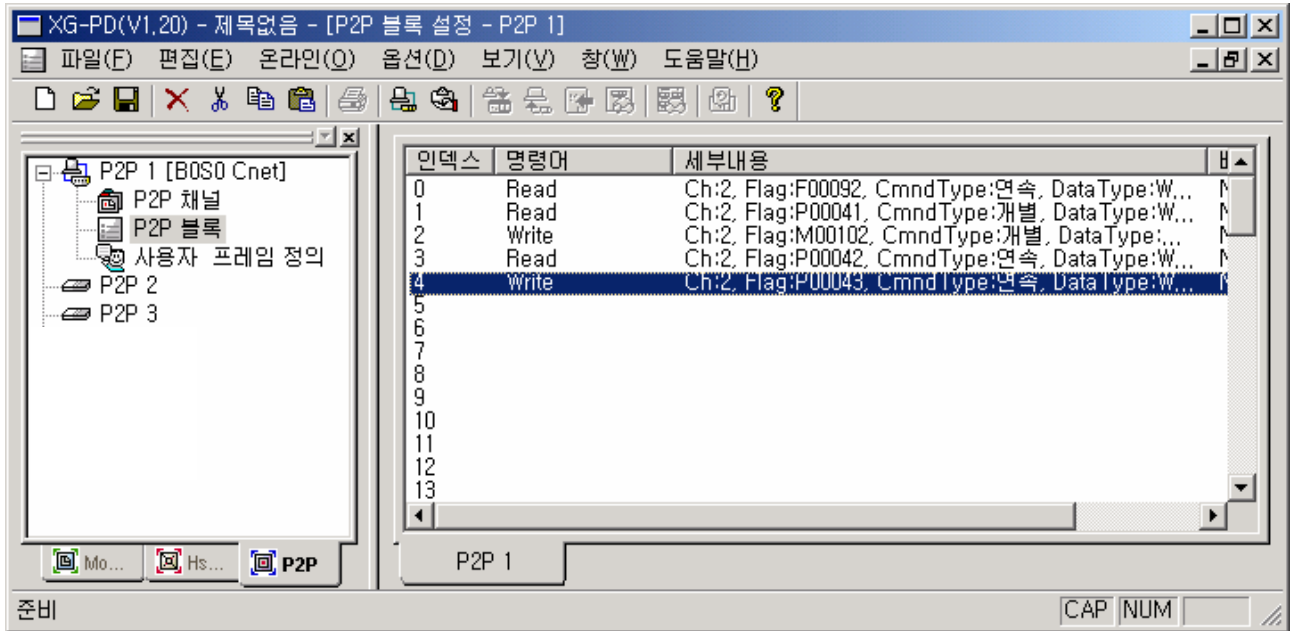 XG-PD(V1,20) - 제목없음 - [P2P 블록 설정 - P2P 1]
파일(F) 편집(E) 온라인(O) 옵션(D) 보기(V) 창(W) 도움말(H)
P2P 1 [B0S0 Cnet]
P2P 채널
P2P 블록
사용자 프레임 정의
P2P 2
P2P 3
Mo... Hs... P2P
인덱스 명령어 세부내용
0 Read Ch:2, Flag:F00092, CmndType:연속, DataType:W...
1 Read Ch:2, Flag:P00041, CmndType:개별, DataType:W...
2 Write Ch:2, Flag:M00102, CmndType:개별, DataType:...
3 Read Ch:2, Flag:P00042, CmndType:연속, DataType:W...
4 Write Ch:2, Flag:P00043, CmndType:연속, DataType:W...
5
6
7
8
9
10
11
12
13
P2P 1
준비 CAP NUM